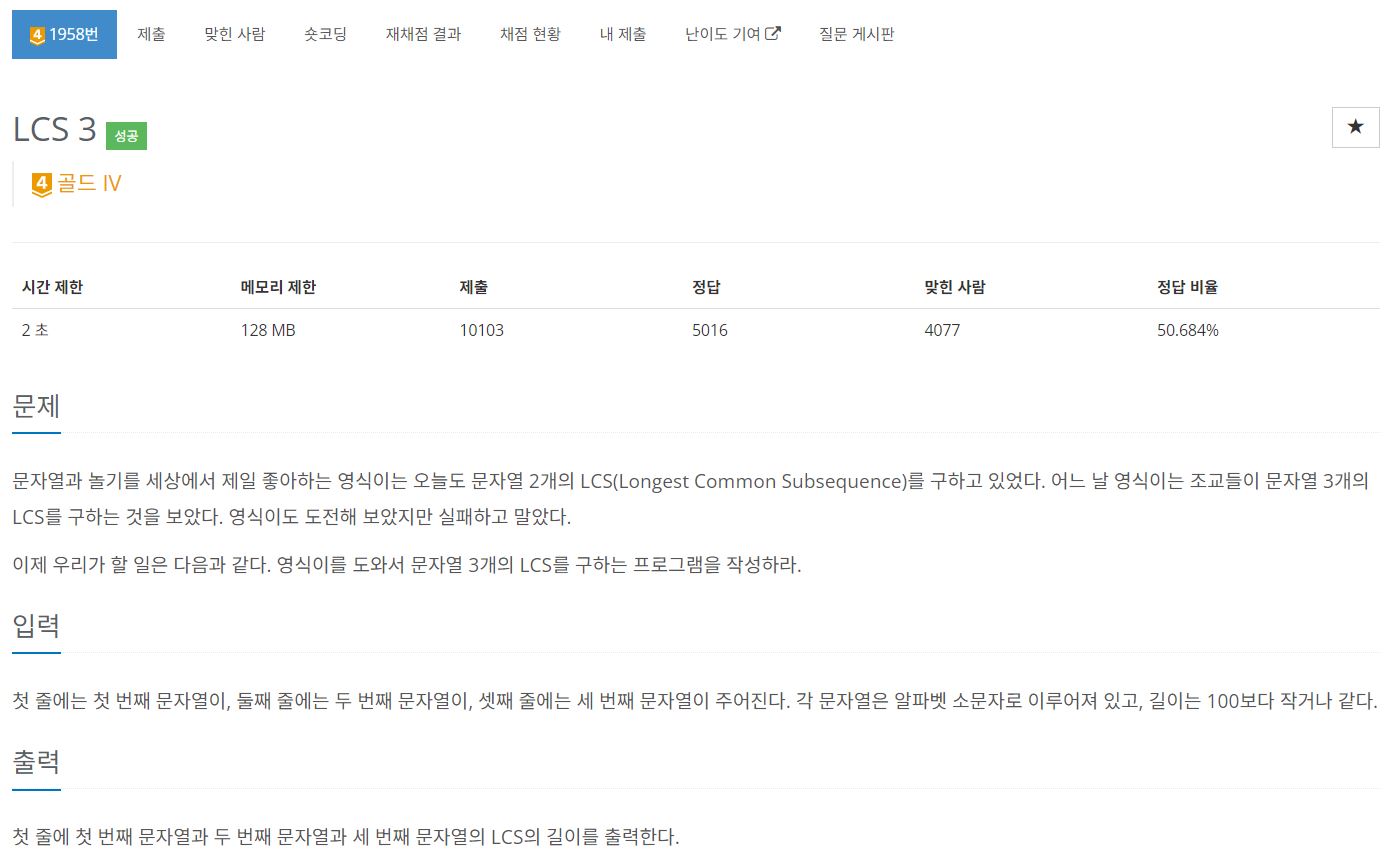 4 1958번 제출 맞힌 사람 숏코딩 재채점 결과 채점 현황 내 제출 난이도 기여 질문 게시판
LCS 3 성공
4 골드 IV
시간 제한 메모리 제한 제출 정답 맞힌 사람 정답 비율
2 초 128 MB 10103 5016 4077 50.684%
문제
문자열과 놀기를 세상에서 제일 좋아하는 영식이는 오늘도 문자열 2개의 LCS(Longest Common Subsequence)를 구하고 있었다. 어느 날 영식이는 조교들이 문자열 3개의
LCS를 구하는 것을 보았다. 영식이도 도전해 보았지만 실패하고 말았다.
이제 우리가 할 일은 다음과 같다. 영식이를 도와서 문자열 3개의 LCS를 구하는 프로그램을 작성하라.
입력
첫 줄에는 첫 번째 문자열이, 둘째 줄에는 두 번째 문자열이, 셋째 줄에는 세 번째 문자열이 주어진다. 각 문자열은 알파벳 소문자로 이루어져 있고, 길이는 100보다 작거나 같다.
출력
첫 줄에 첫 번째 문자열과 두 번째 문자열과 세 번째 문자열의 LCS의 길이를 출력한다.